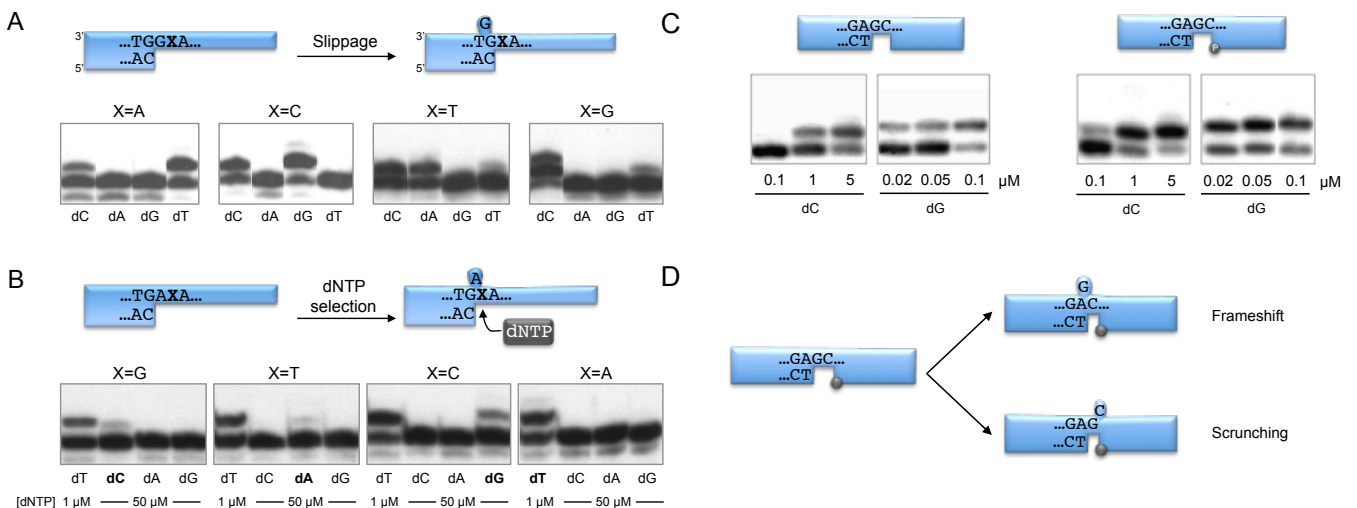 A
3’ ...TGGXA...
...AC
5’
Slippage
G
3’ ...TGXA...
...AC
5’
X=A X=C X=T X=G
dC dA dG dT dC dA dG dT dC dA dG dT dC dA dG dT
B
...TGAXA...
...AC
dNTP
selection
A
...TGXA...
...AC
dNTP
X=G X=T X=C X=A
dT dC dA dG dT dC dA dG dT dC dA dG dT dC dA dG
[dNTP] 1 µM 50 µM 1 µM 50 µM 1 µM 50 µM 1 µM 50 µM
C
...GAGC...
...CT
...GAGC...
...CT
P
0.1 1 5 0.02 0.05 0.1 µM
dC dG
0.1 1 5 0.02 0.05 0.1 µM
dC dG
D
...GAGC...
...CT
G
...GAC...
...CT
Frameshift
C
...GAG
...CT
Scrunching